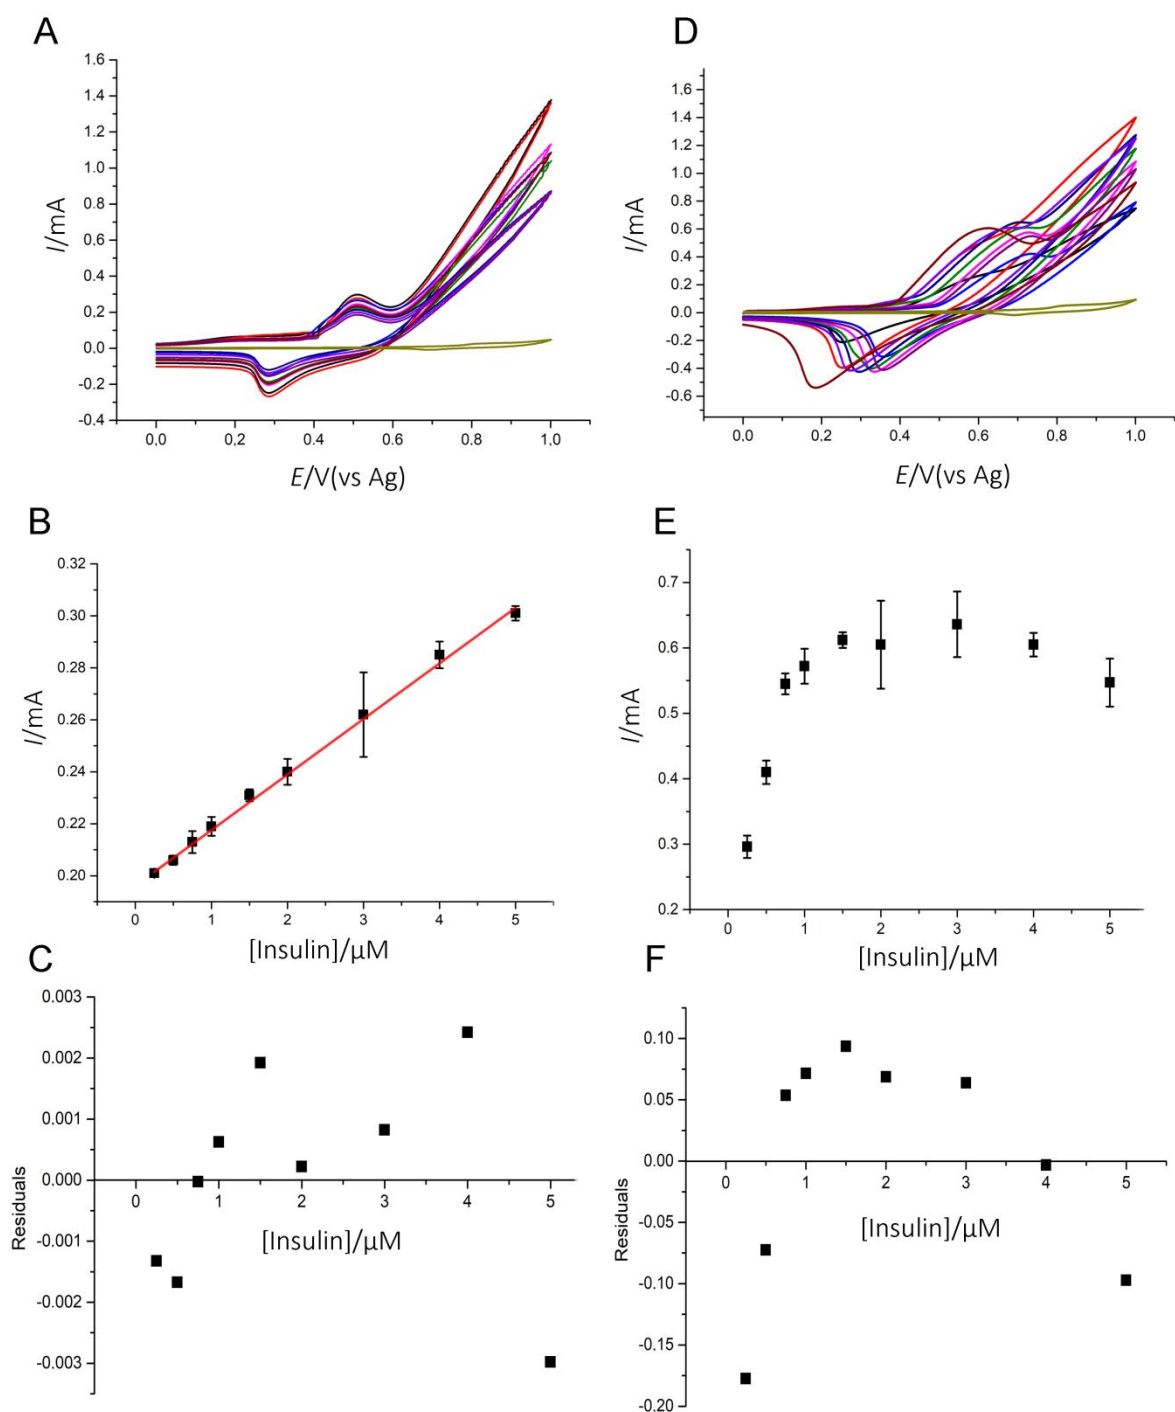 A
1.6
1.4
1.2
1.0
0.8
0.6
0.4
0.2
0.0
-0.2
-0.4
I/mA
0.0 0.2 0.4 0.6 0.8 1.0
E/V(vs Ag)
D
1.6
1.4
1.2
1.0
0.8
0.6
0.4
0.2
0.0
-0.2
-0.4
-0.6
I/mA
0.0 0.2 0.4 0.6 0.8 1.0
E/V(vs Ag)
B
0.32
0.30
0.28
0.26
0.24
0.22
0.20
I/mA
0 1 2 3 4 5
[Insulin]/μM
E
0.7
0.6
0.5
0.4
0.3
0.2
I/mA
0 1 2 3 4 5
[Insulin]/μM
C
0.003
0.002
0.001
0.000
-0.001
-0.002
-0.003
Residuals
0 1 2 3 4 5
[Insulin]/μM
F
0.10
0.05
0.00
-0.05
-0.10
-0.15
-0.20
Residuals
0 1 2 3 4 5
[Insulin]/μM